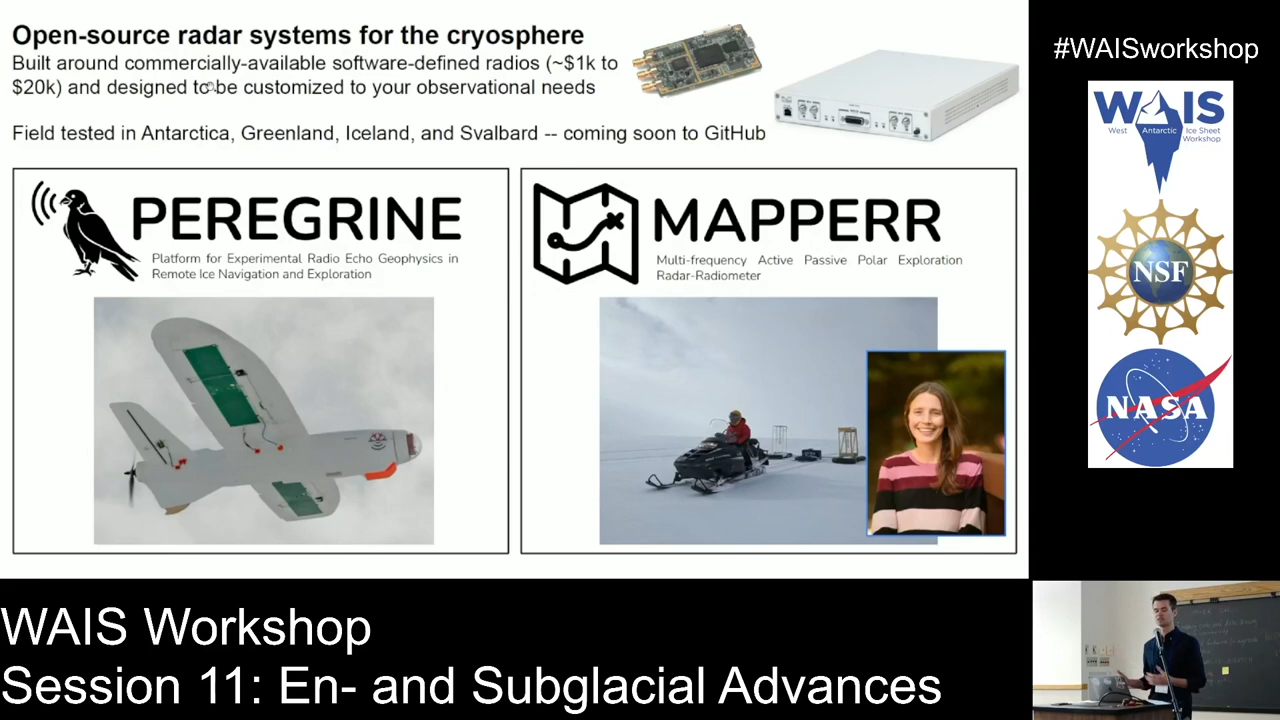 Open-source radar systems for the cryosphere
Built around commercially-available software-defined radios (~$1k to
$20k) and designed to be customized to your observational needs
Field tested in Antarctica, Greenland, Iceland, and Svalbard -- coming soon to GitHub
PEREGRINE
Platform for Experimental Radio Echo Geophysics in
Remote Ice Navigation and Exploration
MAPPERR
Multi-frequency Active Passive Polar Exploration
Radar-Radiometer
#WAISworkshop
WAIS
West Antarctic Ice Sheet
Workshop
NSF
NASA
WAIS Workshop
Session 11: En- and Subglacial Advances